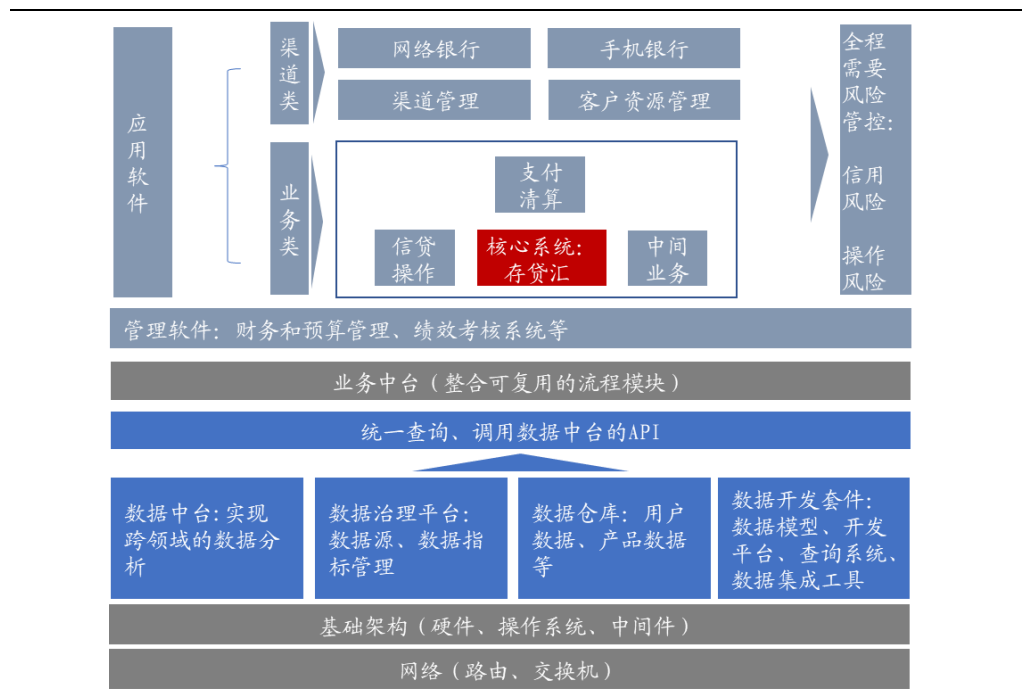 应
用
软
件
渠
道
类
网络银行
手机银行
渠道管理
客户资源管理
业
务
类
支付
清算
信贷
操作
核心系统:
存贷汇
中间
业务
全程
需要
风险
管控:
信用
风险
操作
风险
管理软件: 财务和预算管理、绩效考核系统等
业务中台(整合可复用的流程模块)
统一查询、调用数据中台的API
数据中台:实现
跨领域的数据分
析
数据治理平台:
数据源、数据指
标管理
数据仓库: 用户
数据、产品数据
等
数据开发套件:
数据模型、开发
平台、查询系统、
数据集成工具
基础架构(硬件、操作系统、中间件)
网络(路由、交换机)